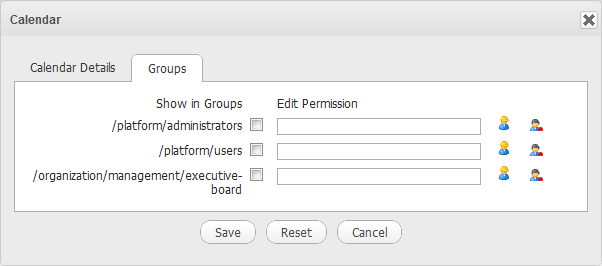 Calendar
Calendar Details Groups
Show in Groups Edit Permission
/platform/administrators
/platform/users
/organization/management/executive-
board
Save Reset Cancel